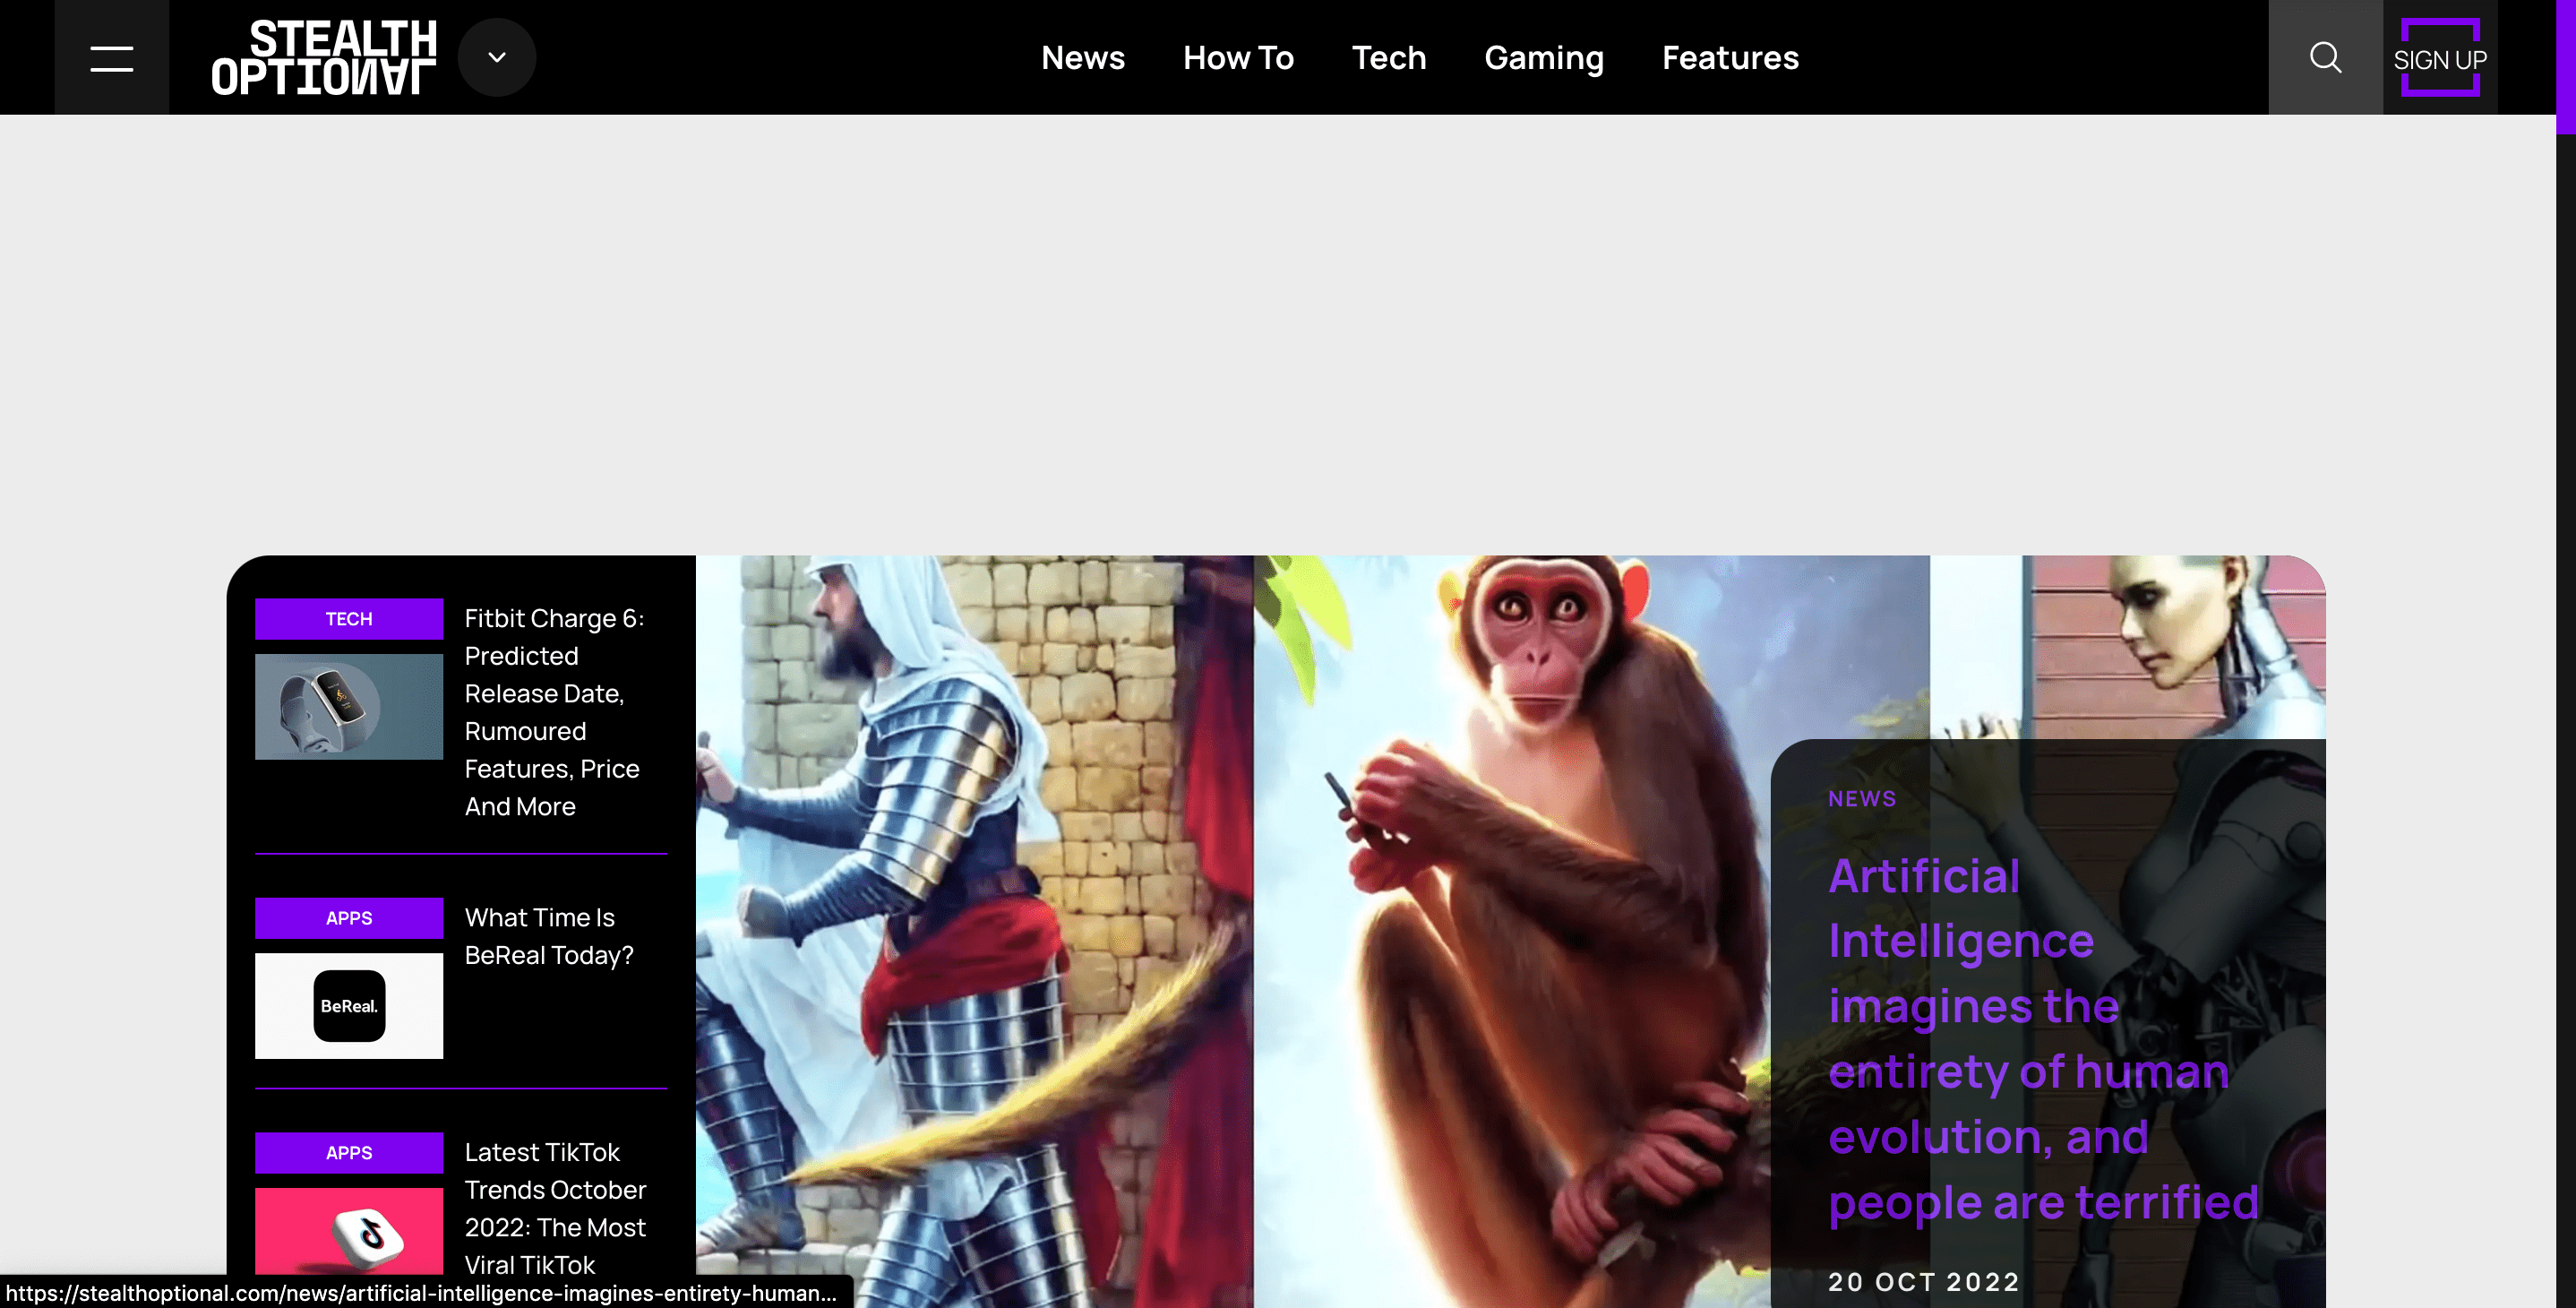 STEALTH
OPTIONAL
News How To Tech Gaming Features
SIGN UP
TECH
Fitbit Charge 6:
Predicted
Release Date,
Rumoured
Features, Price
And More
APPS
What Time Is
BeReal Today?
BeReal.
APPS
Latest TikTok
Trends October
2022: The Most
Viral TikTok
NEWS
Artificial
Intelligence
imagines the
entirety of human
evolution, and
people are terrified
20 OCT 2022
https://stealthoptional.com/news/artificial-intelligence-imagines-entirety-human...